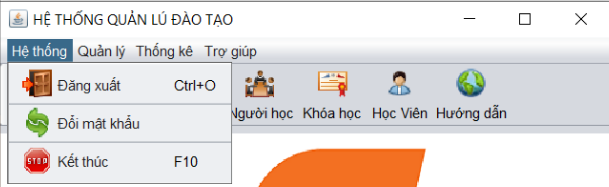 HỆ THỐNG QUẢN LÚ ĐÀO TẠO
Hệ thống Quản lý Thống kê Trợ giúp
Đăng xuất Ctrl+O
Đổi mật khẩu
Kết thúc F10
Người học Khóa học Học Viên Hướng dẫn
STOP